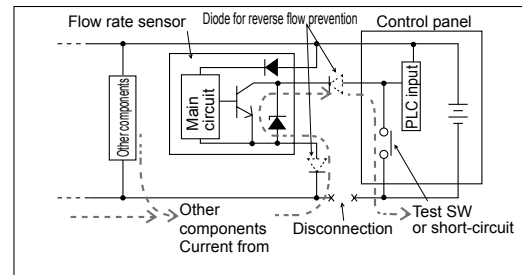 Diode for reverse flow prevention
Flow rate sensor
Control panel
Other components
Main
circuit
PLC input
Other
components
Current from
Disconnection
Test SW
or short-circuit